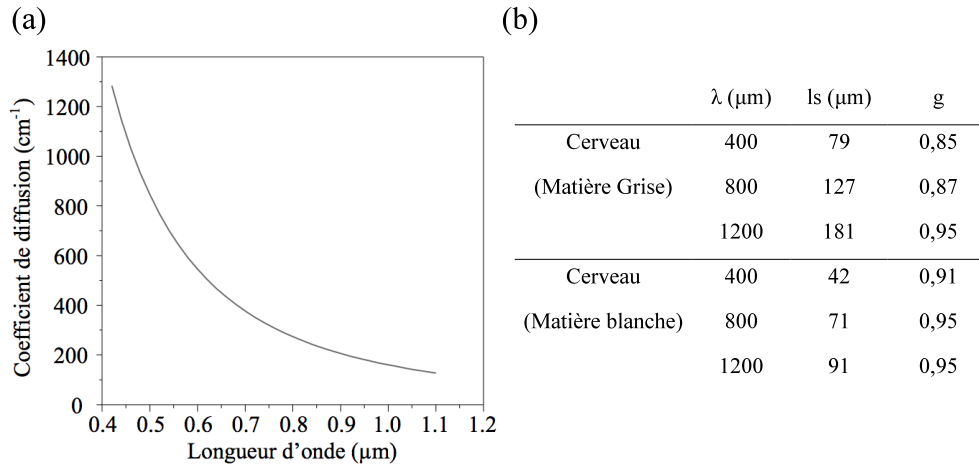 (a)
Coefficient de diffusion (cm⁻¹)
1400
1200
1000
800
600
400
200
0
0.4 0.5 0.6 0.7 0.8 0.9 1.0 1.1 1.2
Longueur d’onde (µm)
(b)
λ (µm) ls (µm) g
Cerveau 400 79 0,85
(Matière Grise) 800 127 0,87
1200 181 0,95
Cerveau 400 42 0,91
(Matière blanche) 800 71 0,95
1200 91 0,95